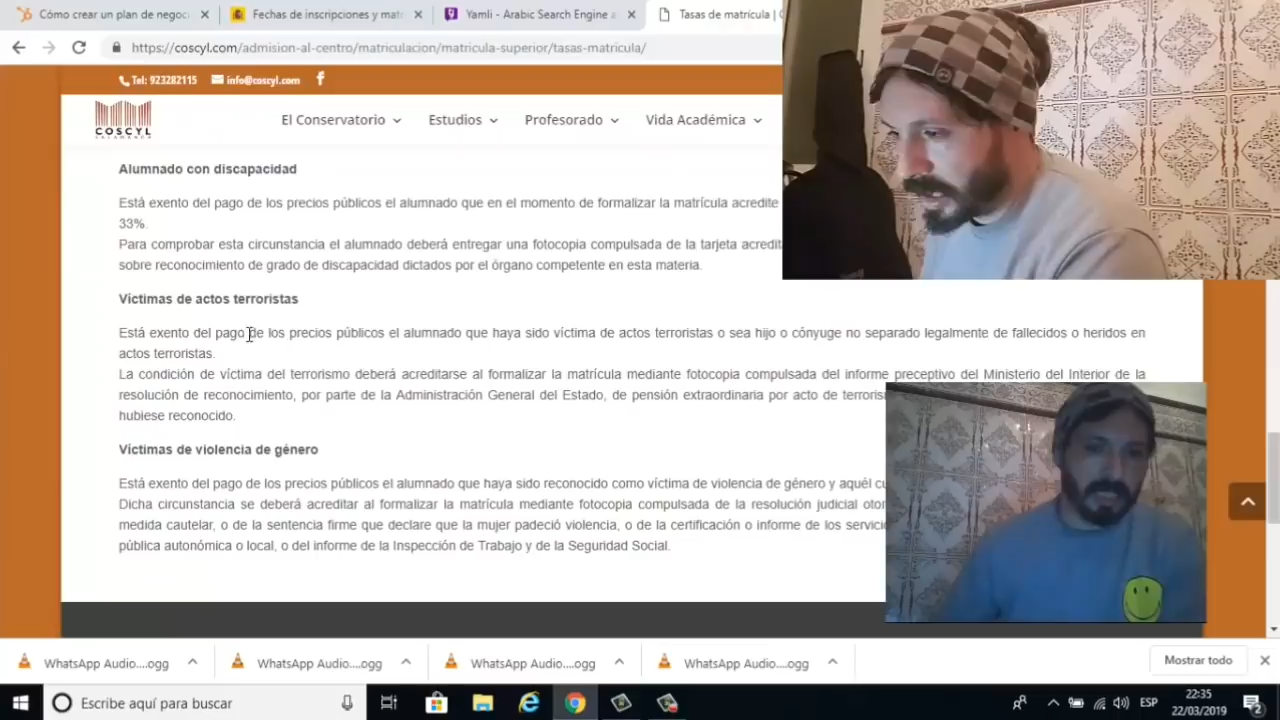 Cómo crear un plan de negoci
Fechas de inscripciones y matr
Yamli - Arabic Search Engine a
Tasas de matrícula | C
https://coscyl.com/admision-al-centro/matriculacion/matricula-superior/tasas-matricula/
Tel: 923282115 info@coscyl.com
COSCYL
SALAMANCA
El Conservatorio Estudios Profesorado Vida Académica
Alumnado con discapacidad
Está exento del pago de los precios públicos el alumnado que en el momento de formalizar la matrícula acredite
33%.
Para comprobar esta circunstancia el alumnado deberá entregar una fotocopia compulsada de la tarjeta acredit
sobre reconocimiento de grado de discapacidad dictados por el órgano competente en esta materia.
Víctimas de actos terroristas
Está exento del pago de los precios públicos el alumnado que haya sido víctima de actos terroristas o sea hijo o cónyuge no separado legalmente de fallecidos o heridos en
actos terroristas.
La condición de víctima del terrorismo deberá acreditarse al formalizar la matrícula mediante fotocopia compulsada del informe preceptivo del Ministerio del Interior de la
resolución de reconocimiento, por parte de la Administración General del Estado, de pensión extraordinaria por acto de terroris
hubiese reconocido.
Víctimas de violencia de género
Está exento del pago de los precios públicos el alumnado que haya sido reconocido como víctima de violencia de género y aquél cu
Dicha circunstancia se deberá acreditar al formalizar la matrícula mediante fotocopia compulsada de la resolución judicial otor
medida cautelar, o de la sentencia firme que declare que la mujer padeció violencia, o de la certificación o informe de los servicio
pública autonómica o local, o del informe de la Inspección de Trabajo y de la Seguridad Social.
WhatsApp Audio....ogg
WhatsApp Audio....ogg
WhatsApp Audio....ogg
WhatsApp Audio....ogg
Mostrar todo
Escribe aquí para buscar
ESP
22:35
22/03/2019
2